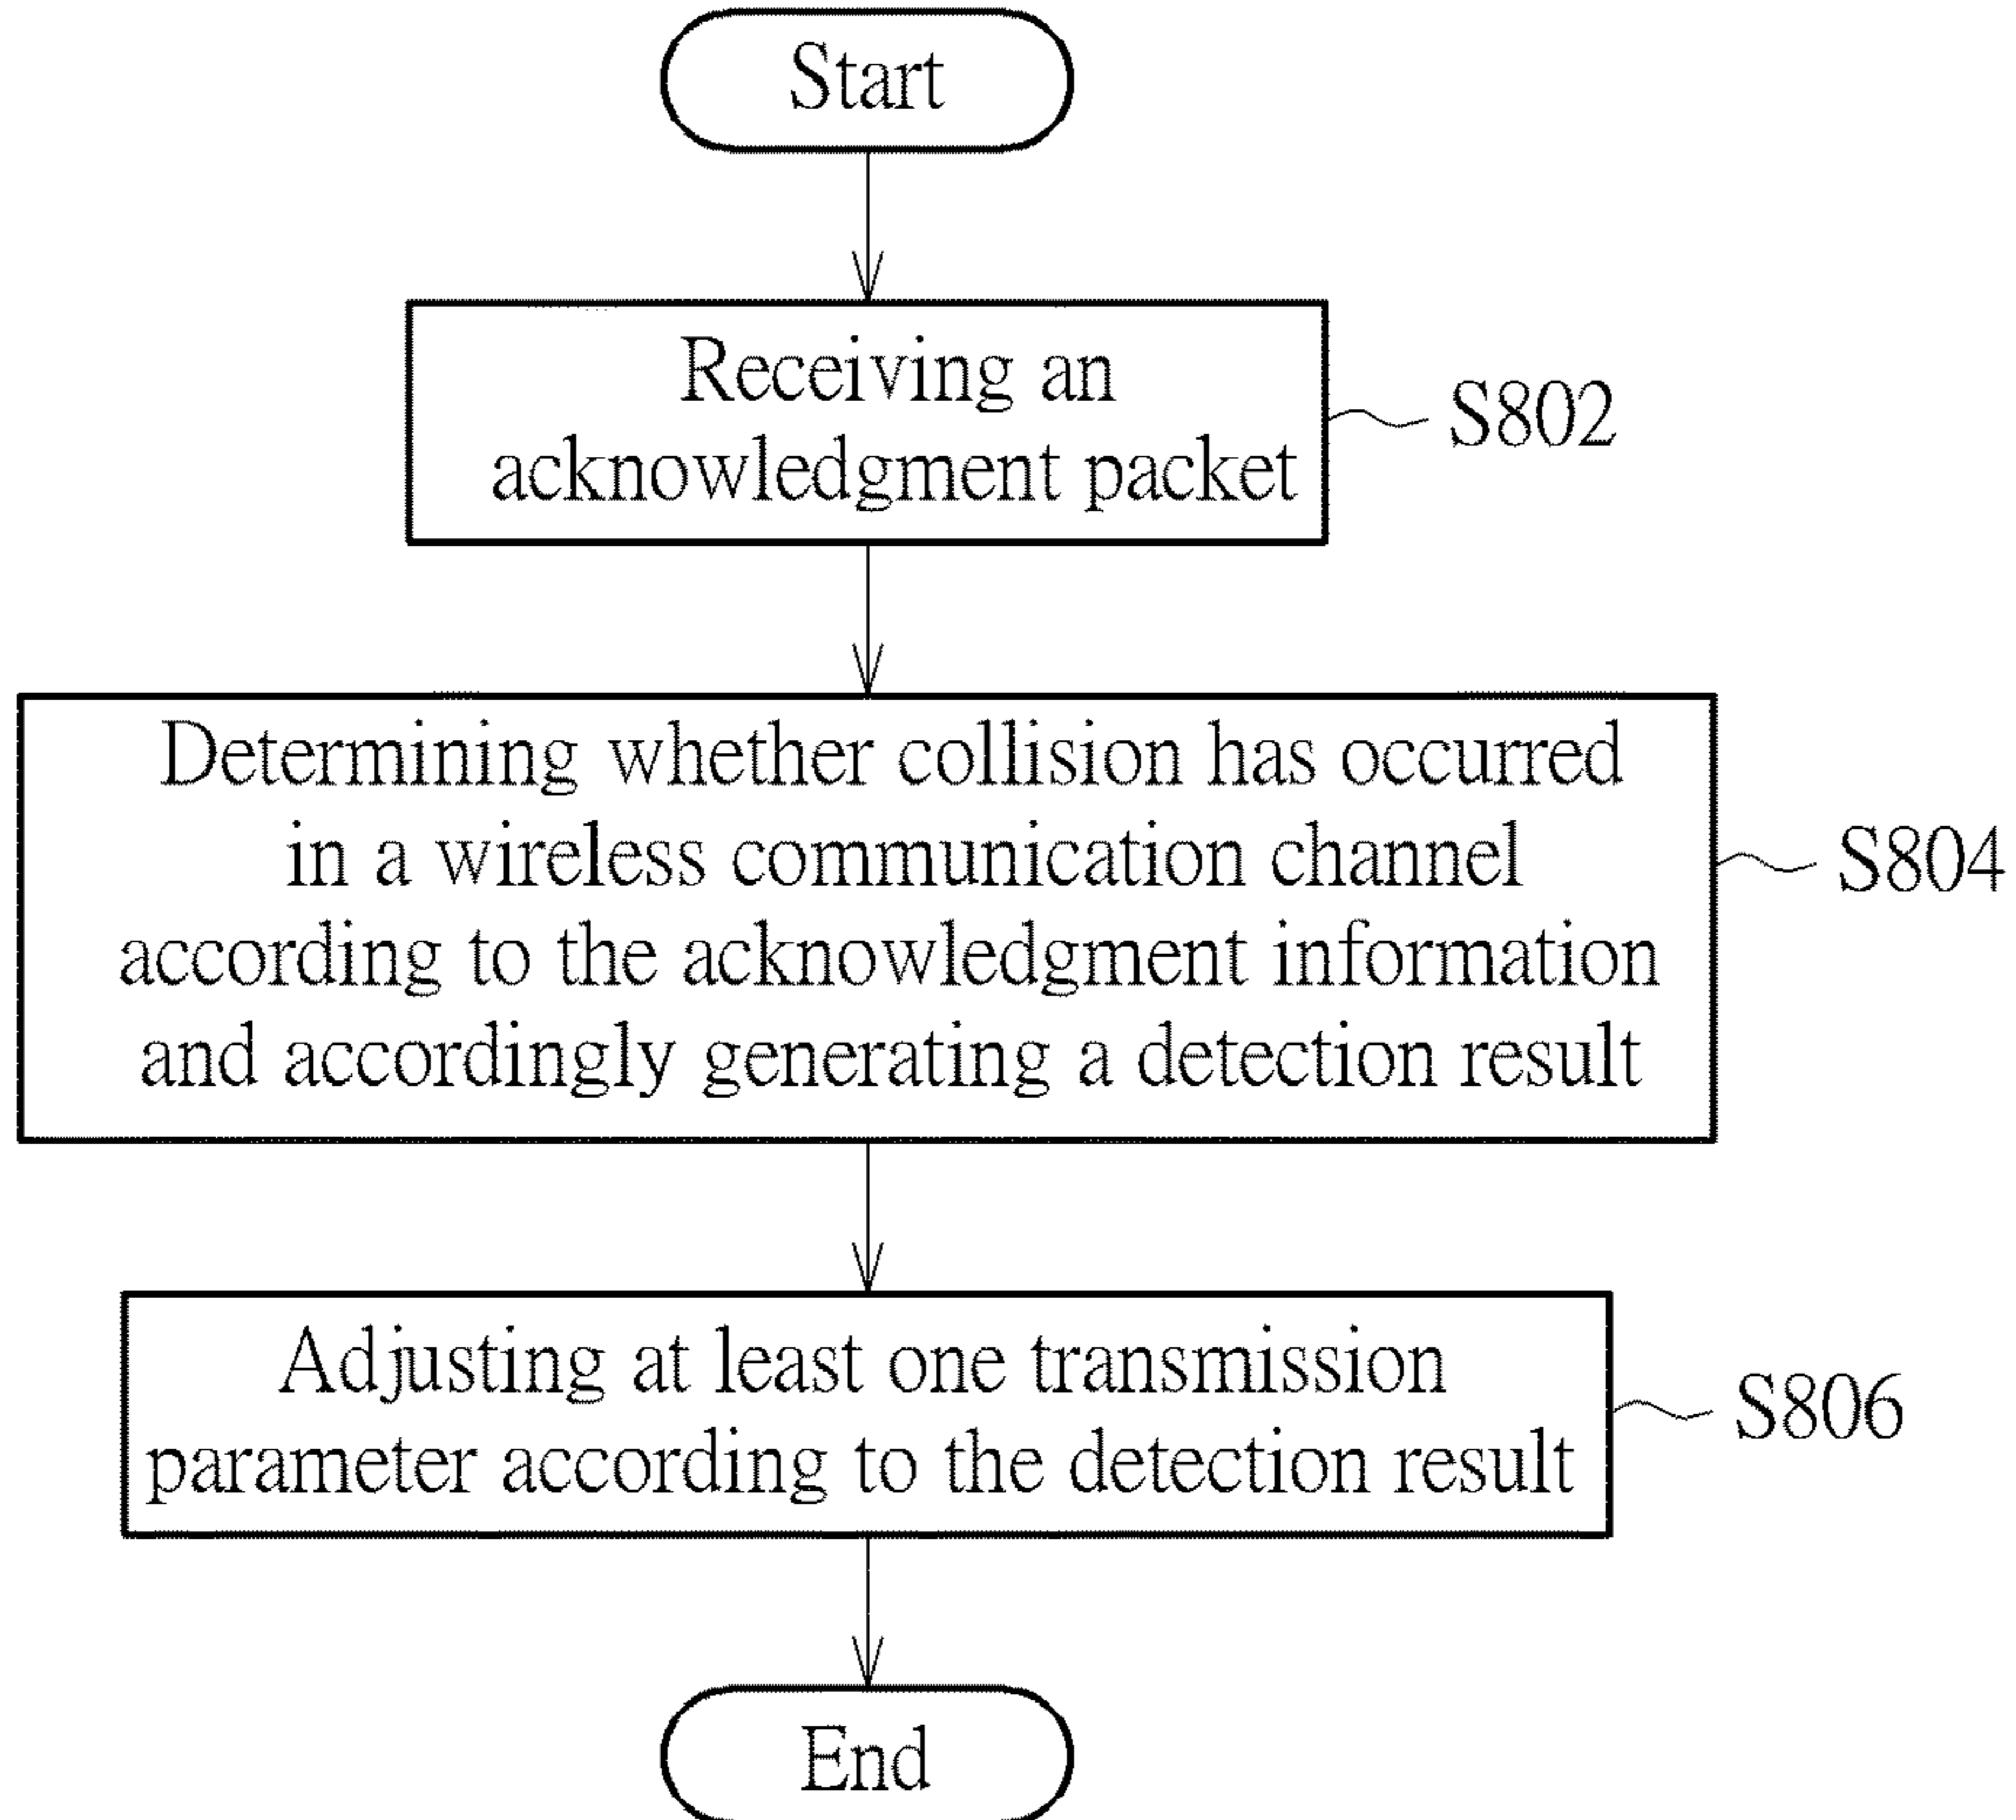 Start
Receiving an
acknowledgment packet
S802
Determining whether collision has occurred
in a wireless communication channel
according to the acknowledgment information
and accordingly generating a detection result
S804
Adjusting at least one transmission
parameter according to the detection result
S806
End